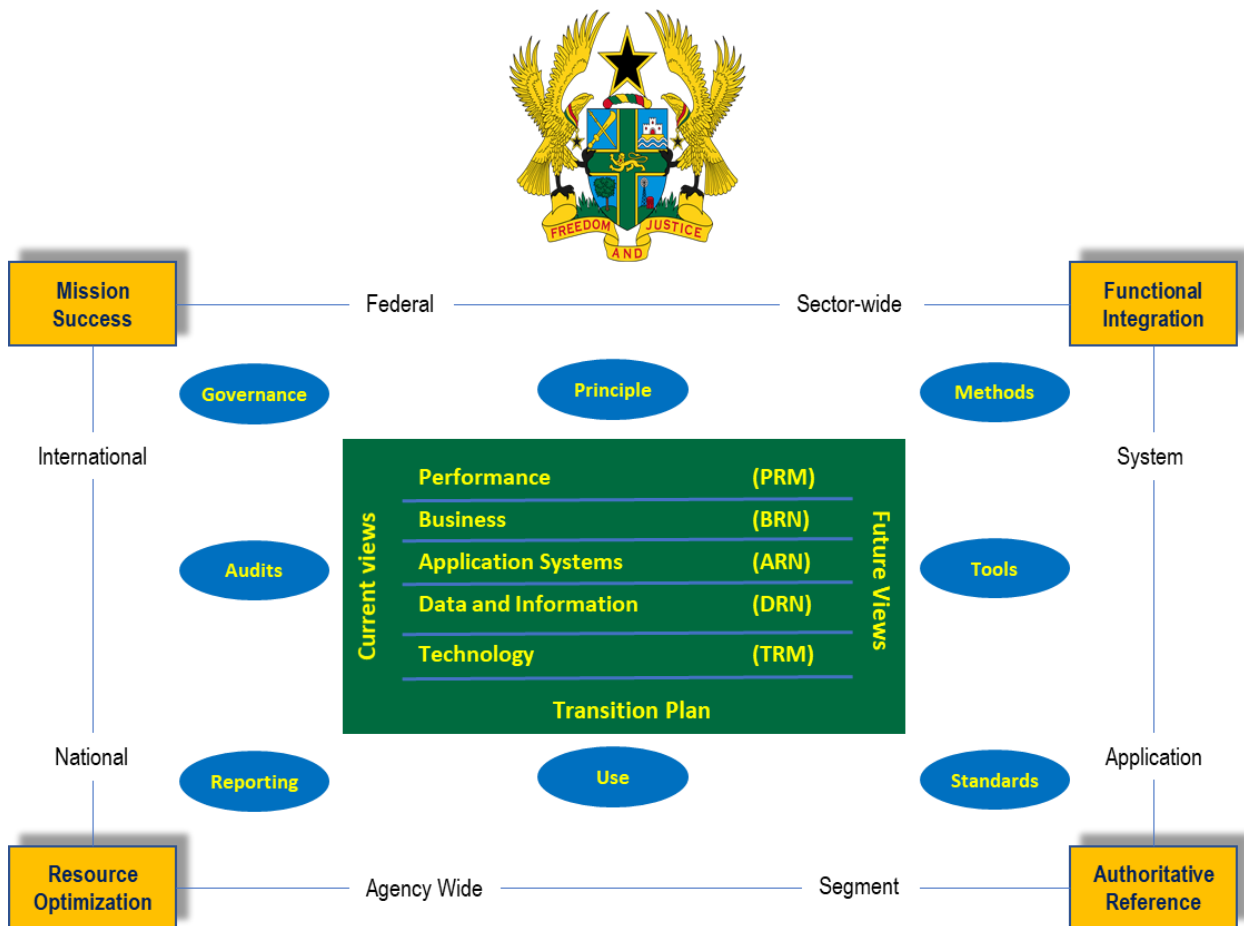 FREEDOM
AND
JUSTICE
Mission
Success
Federal
Sector-wide
Functional
Integration
Governance
Principle
Methods
International
System
Current views
Performance (PRM)
Business (BRN)
Application Systems (ARN)
Data and Information (DRN)
Technology (TRM)
Future Views
Transition Plan
Audits
Tools
National
Application
Reporting
Use
Standards
Resource
Optimization
Agency Wide
Segment
Authoritative
Reference